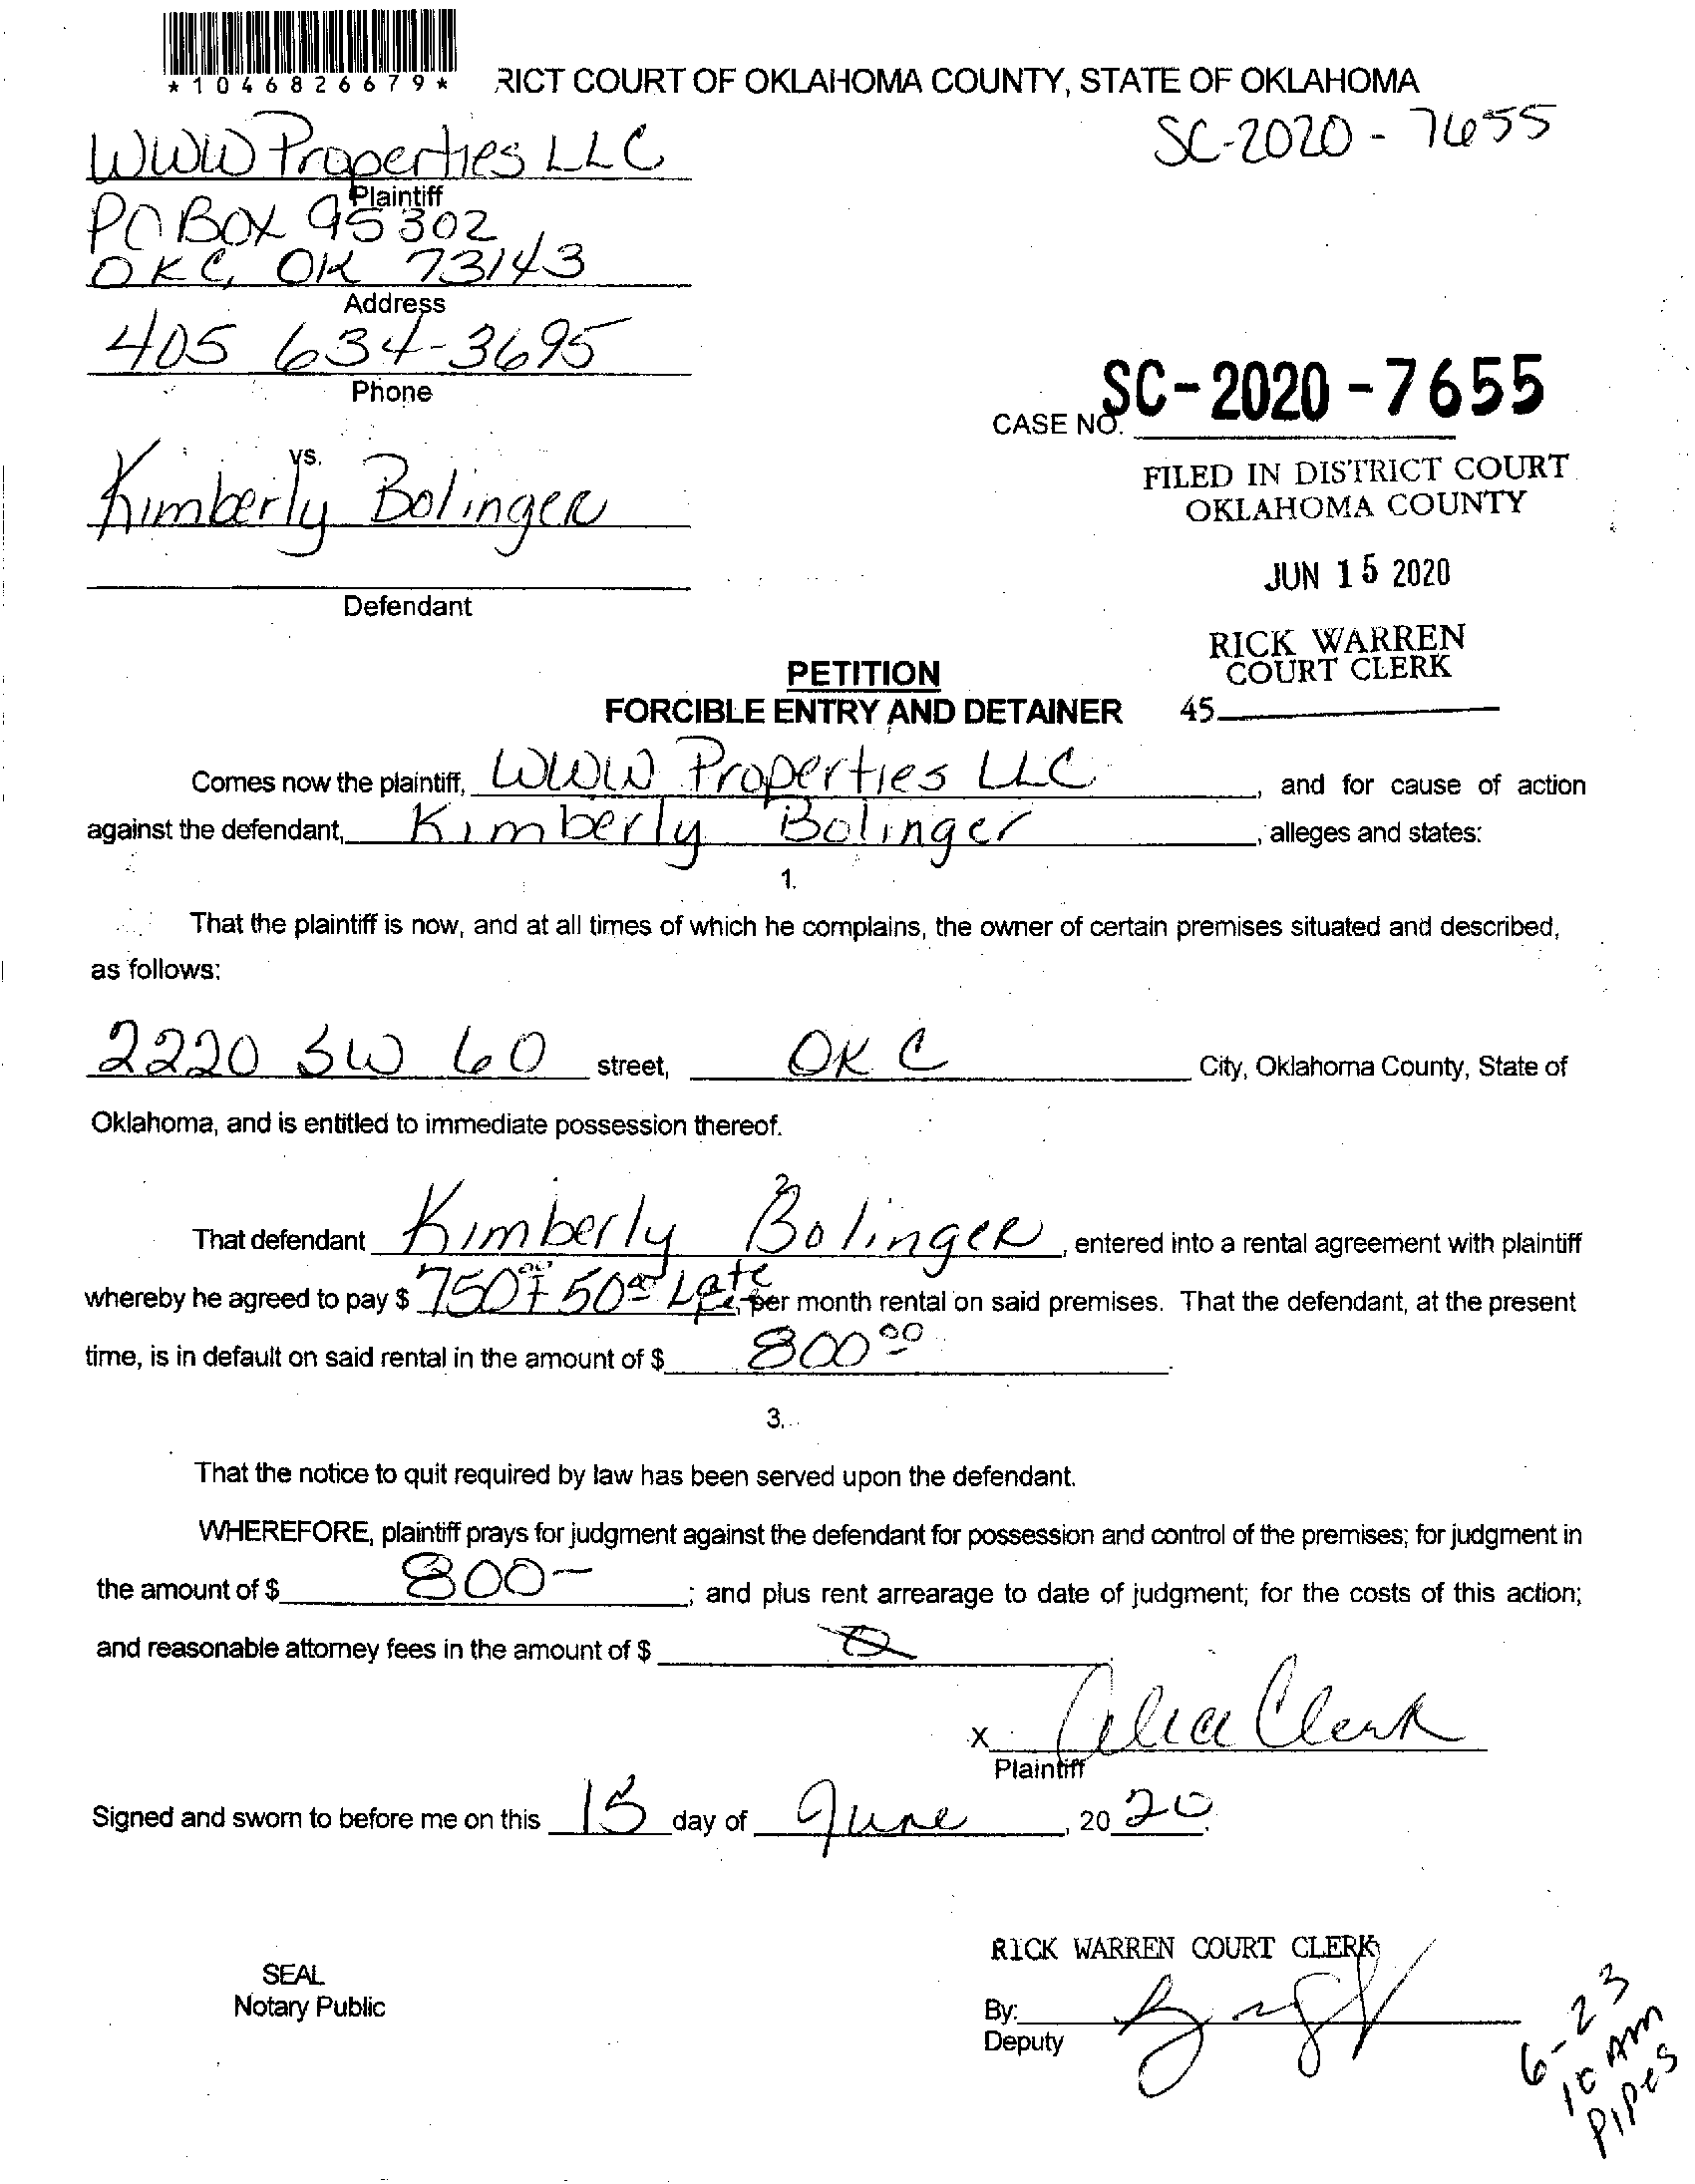 *1046826679*
RICT COURT OF OKLAHOMA COUNTY, STATE OF OKLAHOMA
SC-2020 - 7655
WWW Properties LLC
Plaintiff
PO BOX 95302
OKC, OK 73143
Address
405 634-3695
Phone
CASE NO. SC-2020-7655
vs.
Kimberly Bolinger
Defendant
FILED IN DISTRICT COURT
OKLAHOMA COUNTY
JUN 15 2020
RICK WARREN
COURT CLERK
45
PETITION
FORCIBLE ENTRY AND DETAINER
Comes now the plaintiff, WWW Properties LLC, and for cause of action
against the defendant, Kimberly Bolinger, alleges and states:
1.
That the plaintiff is now, and at all times of which he complains, the owner of certain premises situated and described,
as follows:
2220 SW 60 street, OKC City, Oklahoma County, State of
Oklahoma, and is entitled to immediate possession thereof.
2
That defendant Kimberly Bolinger, entered into a rental agreement with plaintiff
whereby he agreed to pay $ 750.00 + 50.00 Late, per month rental on said premises. That the defendant, at the present
time, is in default on said rental in the amount of $ 800.00.
3.
That the notice to quit required by law has been served upon the defendant.
WHEREFORE, plaintiff prays for judgment against the defendant for possession and control of the premises; for judgment in
the amount of $ 800-; and plus rent arrearage to date of judgment; for the costs of this action;
and reasonable attorney fees in the amount of $ 0
x Celia Clark
Plaintiff
Signed and sworn to before me on this 15 day of June, 2020.
RICK WARREN COURT CLERK
SEAL
Notary Public
By:
Deputy
6-23
10 AM
Pipes